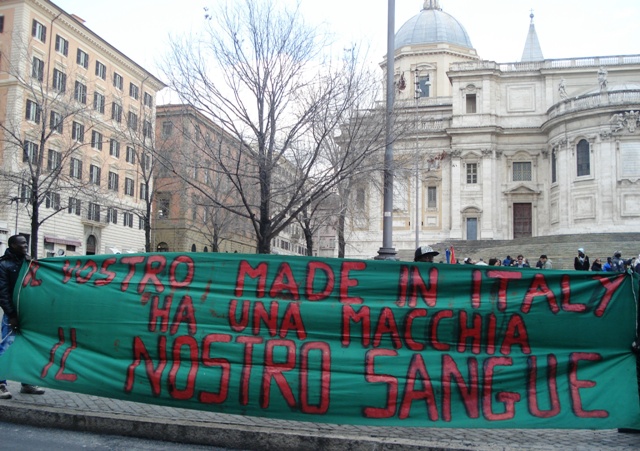 IL VOSTRO, MADE IN ITALY
HA UNA MACCHIA
IL NOSTRO SANGUE